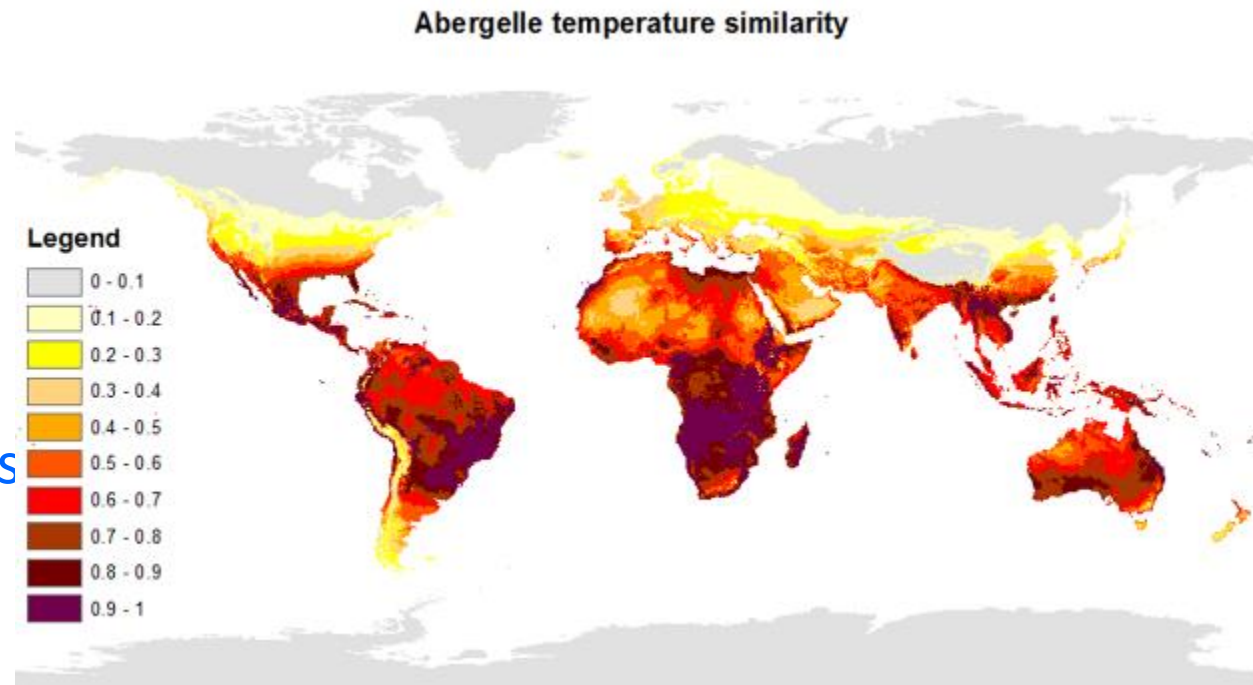 Abergelle temperature similarity
Legend
0 - 0.1
0.1 - 0.2
0.2 - 0.3
0.3 - 0.4
0.4 - 0.5
s
0.5 - 0.6
0.6 - 0.7
0.7 - 0.8
0.8 - 0.9
0.9 - 1